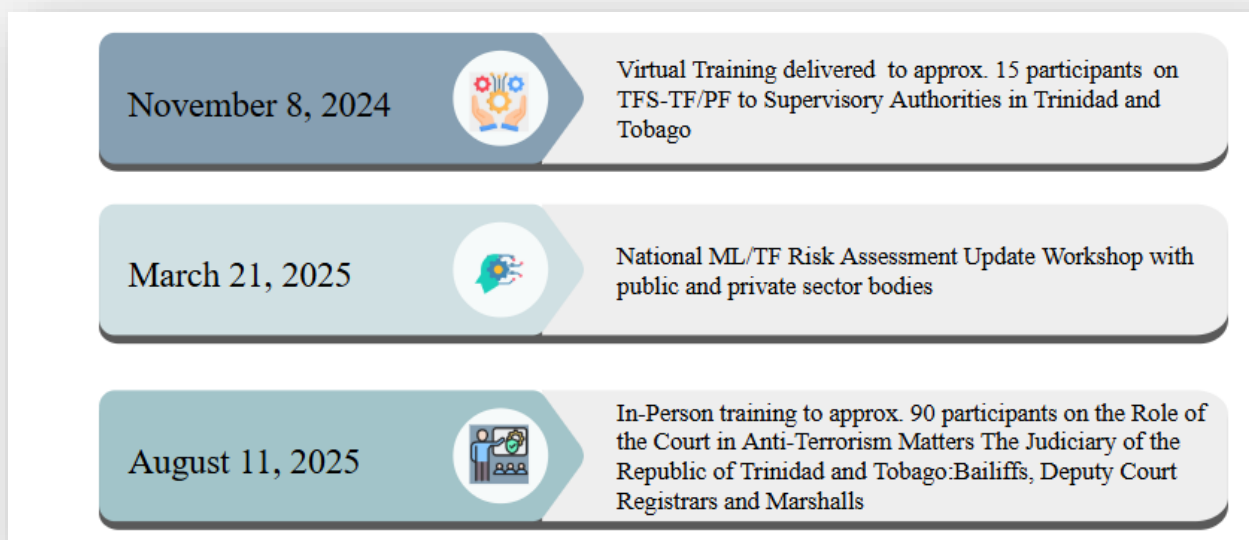 November 8, 2024
Virtual Training delivered to approx. 15 participants on
TFS-TF/PF to Supervisory Authorities in Trinidad and
Tobago
March 21, 2025
National ML/TF Risk Assessment Update Workshop with
public and private sector bodies
August 11, 2025
In-Person training to approx. 90 participants on the Role of
the Court in Anti-Terrorism Matters The Judiciary of the
Republic of Trinidad and Tobago:Bailiffs, Deputy Court
Registrars and Marshalls